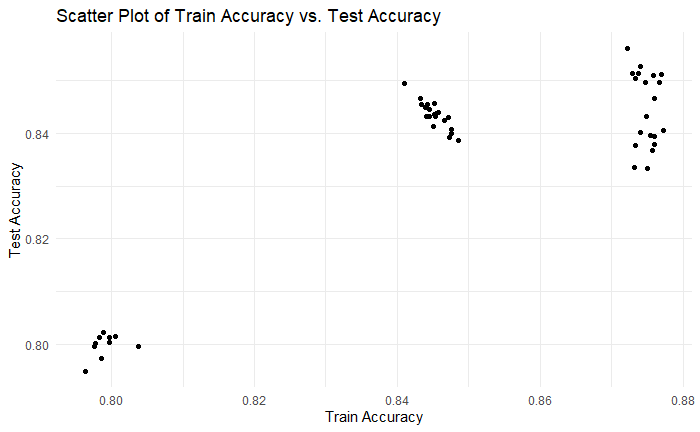 Scatter Plot of Train Accuracy vs. Test Accuracy
Test Accuracy
0.84
0.82
0.80
0.80 0.82 0.84 0.86 0.88
Train Accuracy